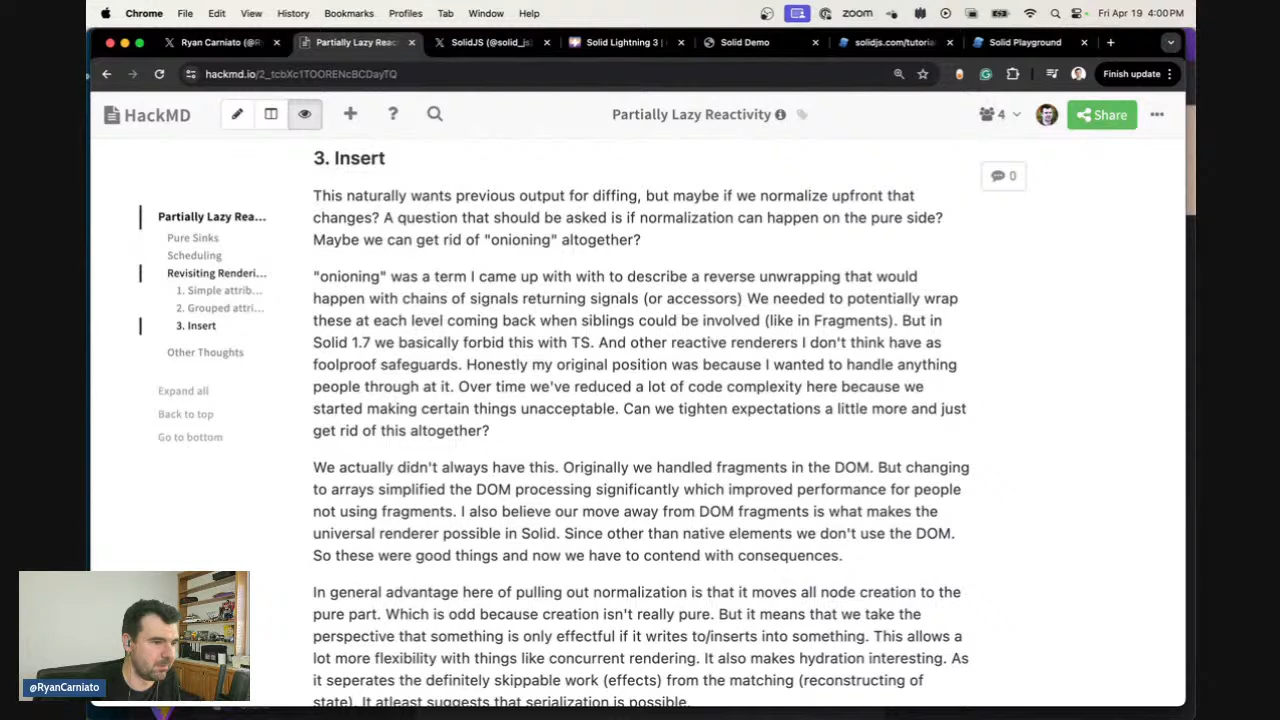 Chrome File Edit View History Bookmarks Profiles Tab Window Help zoom Fri Apr 19 4:00PM
Ryan Carniato (@R Partially Lazy Reac SolidJS (@solid_js Solid Lightning 3 | Solid Demo solidjs.com/tutoria Solid Playground
hackmd.io/2_tcbXc1TOORENcBCDayTQ Finish update
HackMD Partially Lazy Reactivity 4 Share
3. Insert
0
This naturally wants previous output for diffing, but maybe if we normalize upfront that
changes? A question that should be asked is if normalization can happen on the pure side?
Maybe we can get rid of "onioning" altogether?
"onioning" was a term I came up with with to describe a reverse unwrapping that would
happen with chains of signals returning signals (or accessors) We needed to potentially wrap
these at each level coming back when siblings could be involved (like in Fragments). But in
Solid 1.7 we basically forbid this with TS. And other reactive renderers I don't think have as
foolproof safeguards. Honestly my original position was because I wanted to handle anything
people through at it. Over time we've reduced a lot of code complexity here because we
started making certain things unacceptable. Can we tighten expectations a little more and just
get rid of this altogether?
We actually didn't always have this. Originally we handled fragments in the DOM. But changing
to arrays simplified the DOM processing significantly which improved performance for people
not using fragments. I also believe our move away from DOM fragments is what makes the
universal renderer possible in Solid. Since other than native elements we don't use the DOM.
So these were good things and now we have to contend with consequences.
In general advantage here of pulling out normalization is that it moves all node creation to the
pure part. Which is odd because creation isn't really pure. But it means that we take the
perspective that something is only effectful if it writes to/inserts into something. This allows a
lot more flexibility with things like concurrent rendering. It also makes hydration interesting. As
it seperates the definitely skippable work (effects) from the matching (reconstructing of
state). It atleast suggests that serialization is possible.
Partially Lazy Rea...
Pure Sinks
Scheduling
Revisiting Renderi...
1. Simple attrib...
2. Grouped attri...
3. Insert
Other Thoughts
Expand all
Back to top
Go to bottom
@RyanCarniato